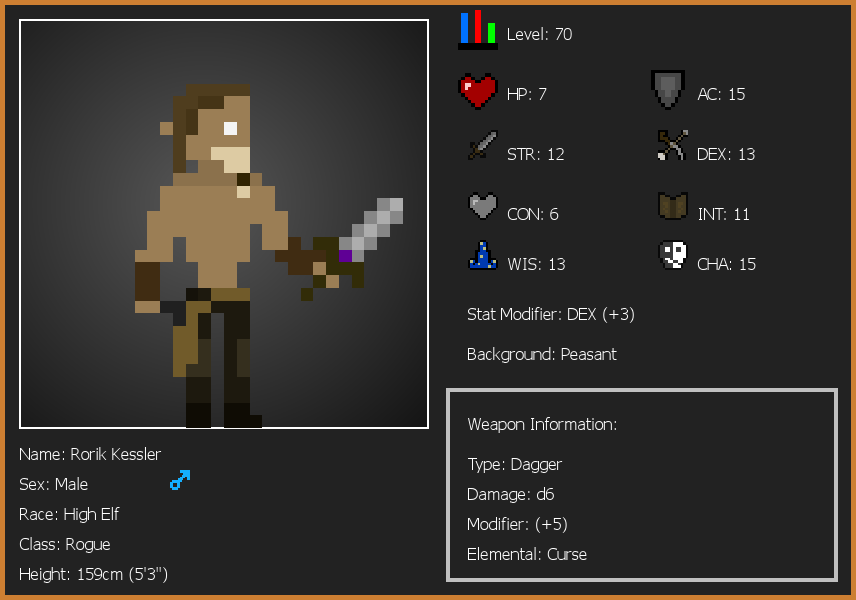 Level: 70
HP: 7
AC: 15
STR: 12
DEX: 13
CON: 6
INT: 11
WIS: 13
CHA: 15
Stat Modifier: DEX (+3)
Background: Peasant
Weapon Information:
Type: Dagger
Damage: d6
Modifier: (+5)
Elemental: Curse
Name: Rorik Kessler
Sex: Male
Race: High Elf
Class: Rogue
Height: 159cm (5'3")